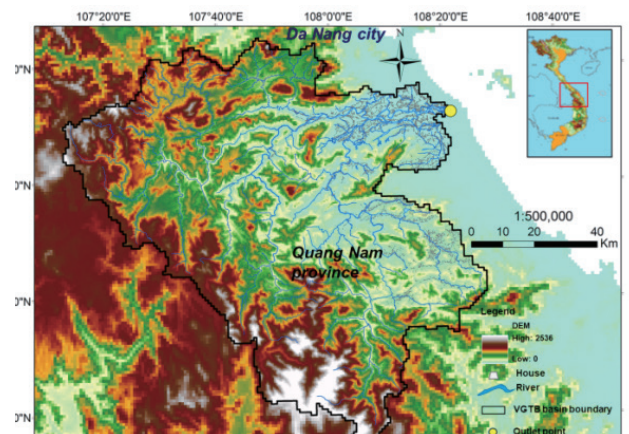 107°20'E
107°40'E
108°00'E
108°20'E
108°40'E
Da Nang city
N
0°N
0°N
0°N
0°N
1:500,000
0 10 20 40
Km
Quang Nam
province
Legend
DEM
High: 2536
Low: 0
House
River
VGTB basin boundary
Outlet point